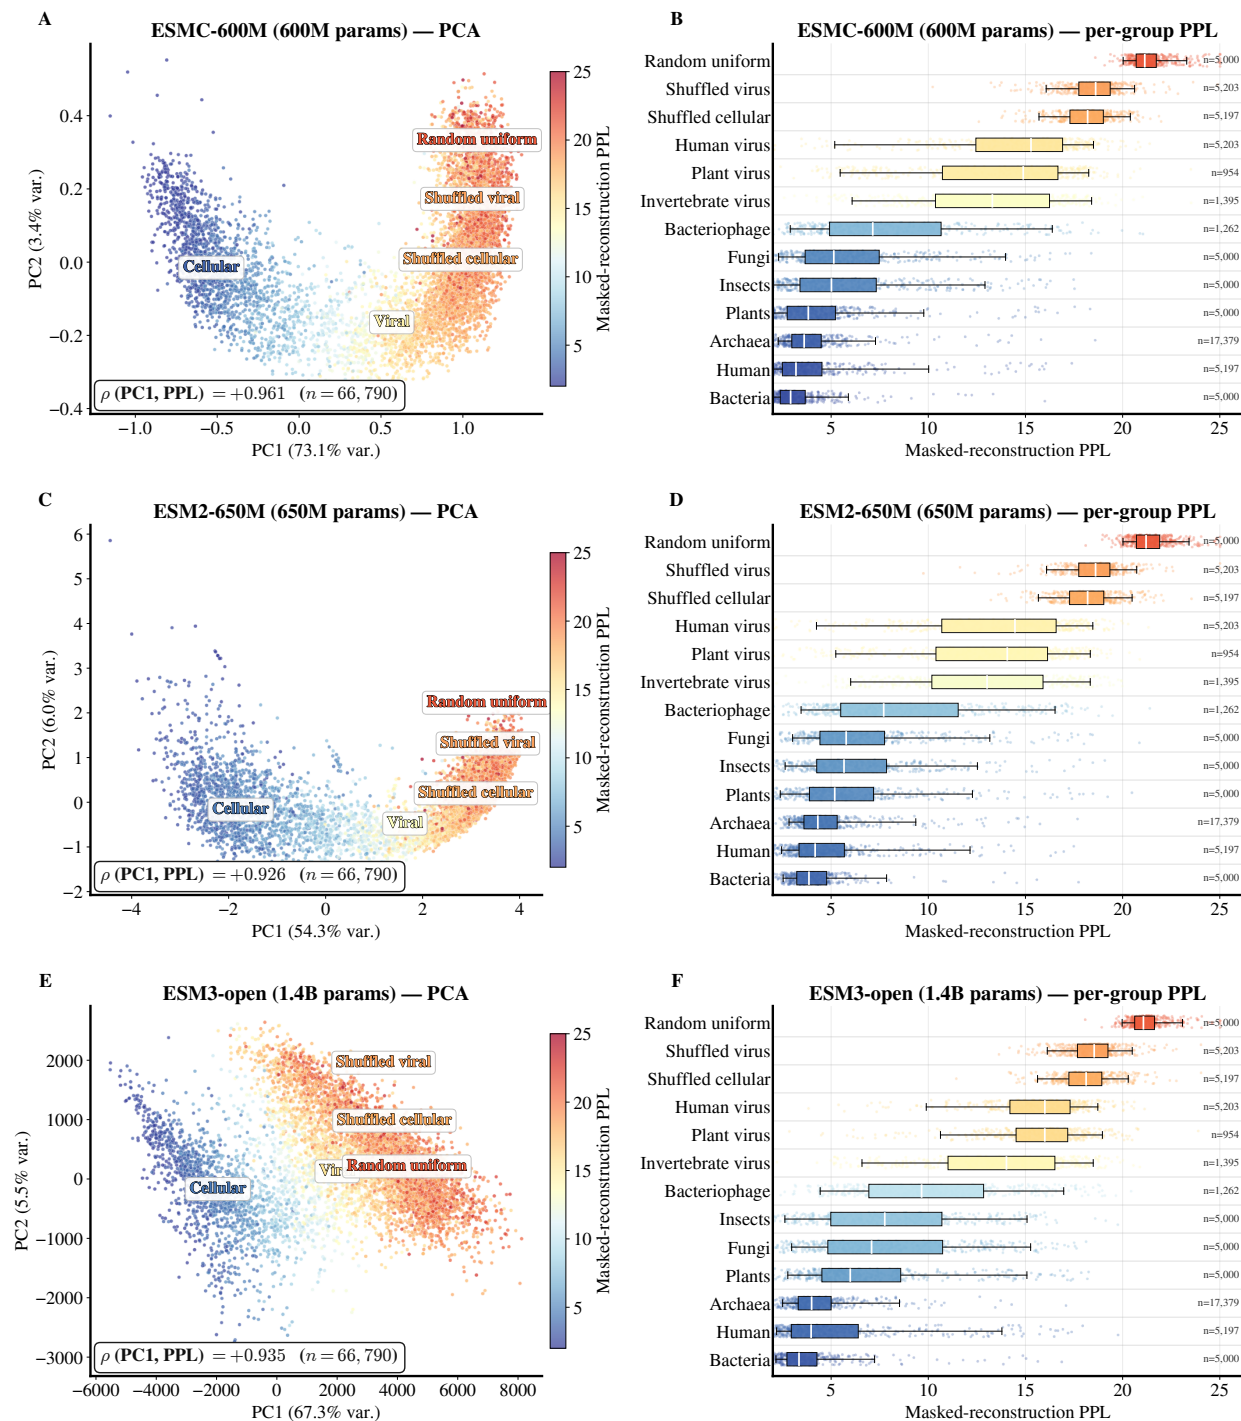 A
ESMC-600M (600M params) — PCA
PC2 (3.4% var.)
0.4
0.2
0.0
−0.2
−0.4
Random uniform
Shuffled viral
Shuffled cellular
Cellular
Viral
ρ (PC1, PPL) = +0.961 (n = 66, 790)
−1.0
−0.5
0.0
0.5
1.0
PC1 (73.1% var.)
25
20
15
10
5
Masked-reconstruction PPL
B
ESMC-600M (600M params) — per-group PPL
Random uniform n=5,000
Shuffled virus n=5,203
Shuffled cellular n=5,197
Human virus n=5,203
Plant virus n=954
Invertebrate virus n=1,395
Bacteriophage n=1,262
Fungi n=5,000
Insects n=5,000
Plants n=5,000
Archaea n=17,379
Human n=5,197
Bacteria n=5,000
5
10
15
20
25
Masked-reconstruction PPL
C
ESM2-650M (650M params) — PCA
PC2 (6.0% var.)
6
5
4
3
2
1
0
−1
−2
Random uniform
Shuffled viral
Shuffled cellular
Cellular
Viral
ρ (PC1, PPL) = +0.926 (n = 66, 790)
−4
−2
0
2
4
PC1 (54.3% var.)
25
20
15
10
5
Masked-reconstruction PPL
D
ESM2-650M (650M params) — per-group PPL
Random uniform n=5,000
Shuffled virus n=5,203
Shuffled cellular n=5,197
Human virus n=5,203
Plant virus n=954
Invertebrate virus n=1,395
Bacteriophage n=1,262
Fungi n=5,000
Insects n=5,000
Plants n=5,000
Archaea n=17,379
Human n=5,197
Bacteria n=5,000
5
10
15
20
25
Masked-reconstruction PPL
E
ESM3-open (1.4B params) — PCA
PC2 (5.5% var.)
2000
1000
0
−1000
−2000
−3000
Shuffled viral
Shuffled cellular
Random uniform
Cellular
ρ (PC1, PPL) = +0.935 (n = 66, 790)
−6000
−4000
−2000
0
2000
4000
6000
8000
PC1 (67.3% var.)
25
20
15
10
5
Masked-reconstruction PPL
F
ESM3-open (1.4B params) — per-group PPL
Random uniform n=5,000
Shuffled virus n=5,203
Shuffled cellular n=5,197
Human virus n=5,203
Plant virus n=954
Invertebrate virus n=1,395
Bacteriophage n=1,262
Insects n=5,000
Fungi n=5,000
Plants n=5,000
Archaea n=17,379
Human n=5,197
Bacteria n=5,000
5
10
15
20
25
Masked-reconstruction PPL